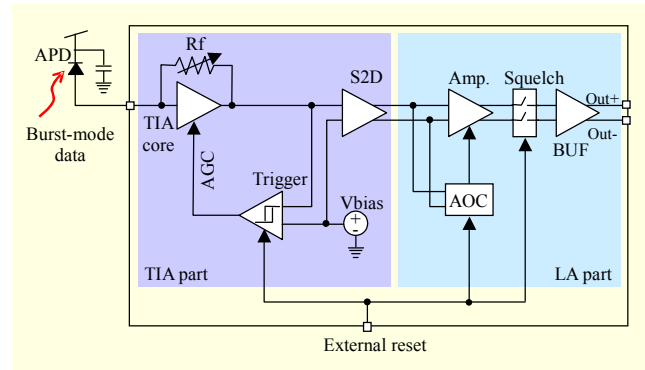 Rf
APD
S2D
Amp.
Squelch
Out+
TIA
core
Burst-mode
data
Out-
BUF
AGC
Trigger
Vbias
+
-
AOC
TIA part
LA part
External reset